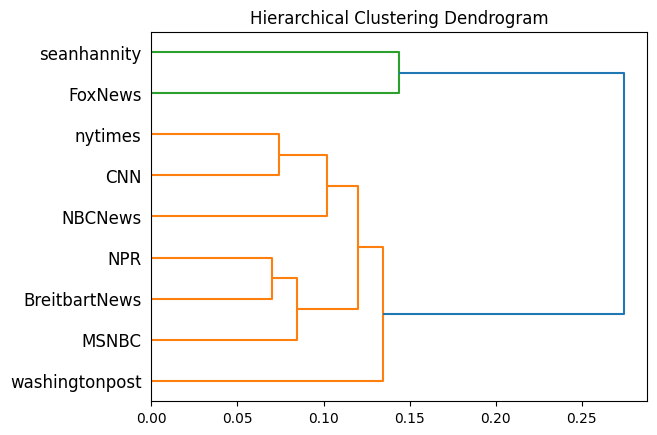 Hierarchical Clustering Dendrogram
seanhannity
FoxNews
nytimes
CNN
NBCNews
NPR
BreitbartNews
MSNBC
washingtonpost
0.00 0.05 0.10 0.15 0.20 0.25